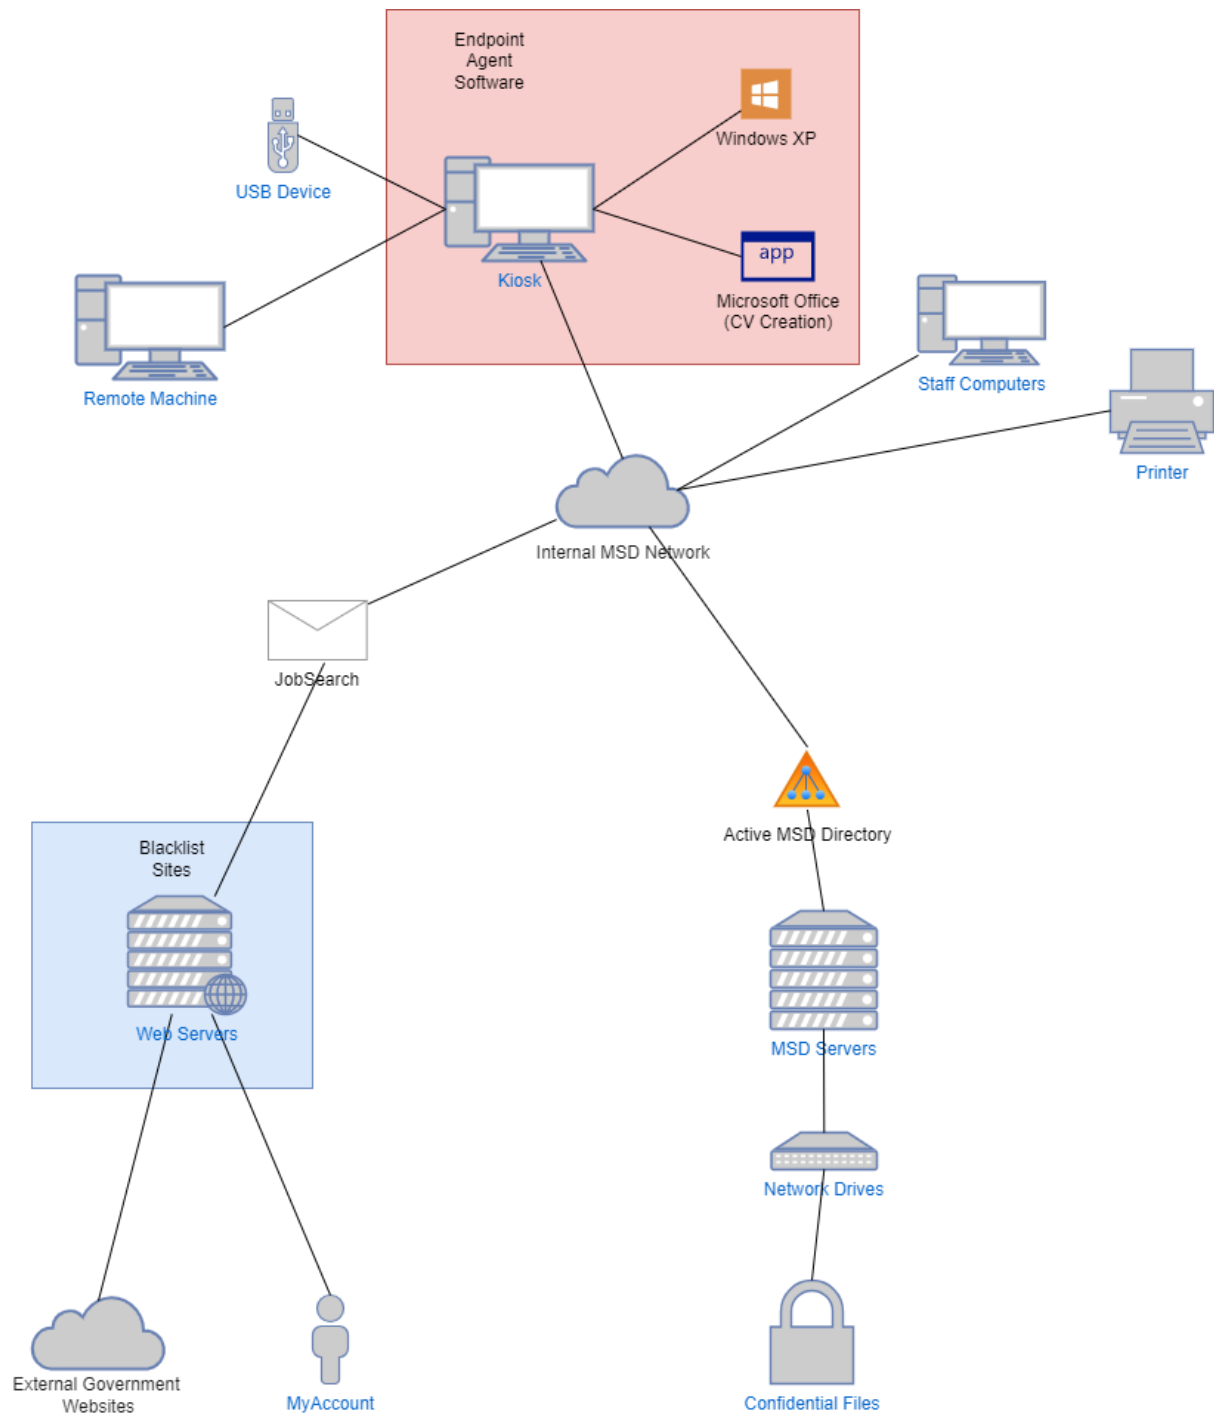 Endpoint
Agent
Software
Windows XP
USB Device
app
Kiosk
Microsoft Office
(CV Creation)
Staff Computers
Remote Machine
Printer
Internal MSD Network
JobSearch
Active MSD Directory
Blacklist
Sites
Web Servers
MSD Servers
Network Drives
External Government
Websites
MyAccount
Confidential Files